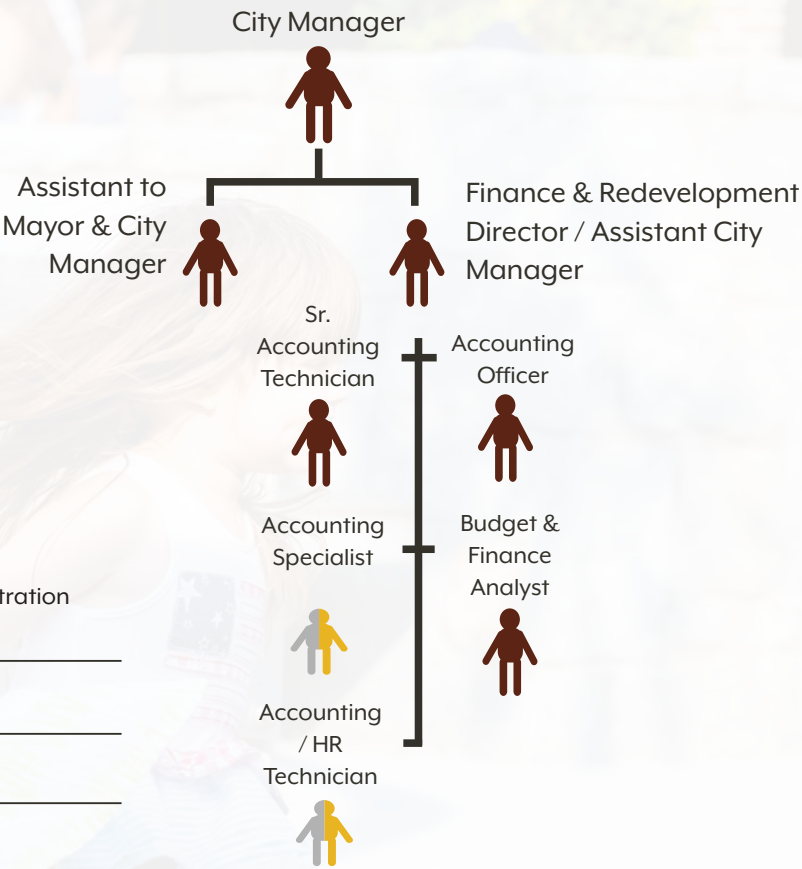 City Manager
Assistant to
Mayor & City
Manager
Finance & Redevelopment
Director / Assistant City
Manager
Sr.
Accounting
Technician
Accounting
Officer
Accounting
Specialist
Budget &
Finance
Analyst
tration
Accounting
/ HR
Technician